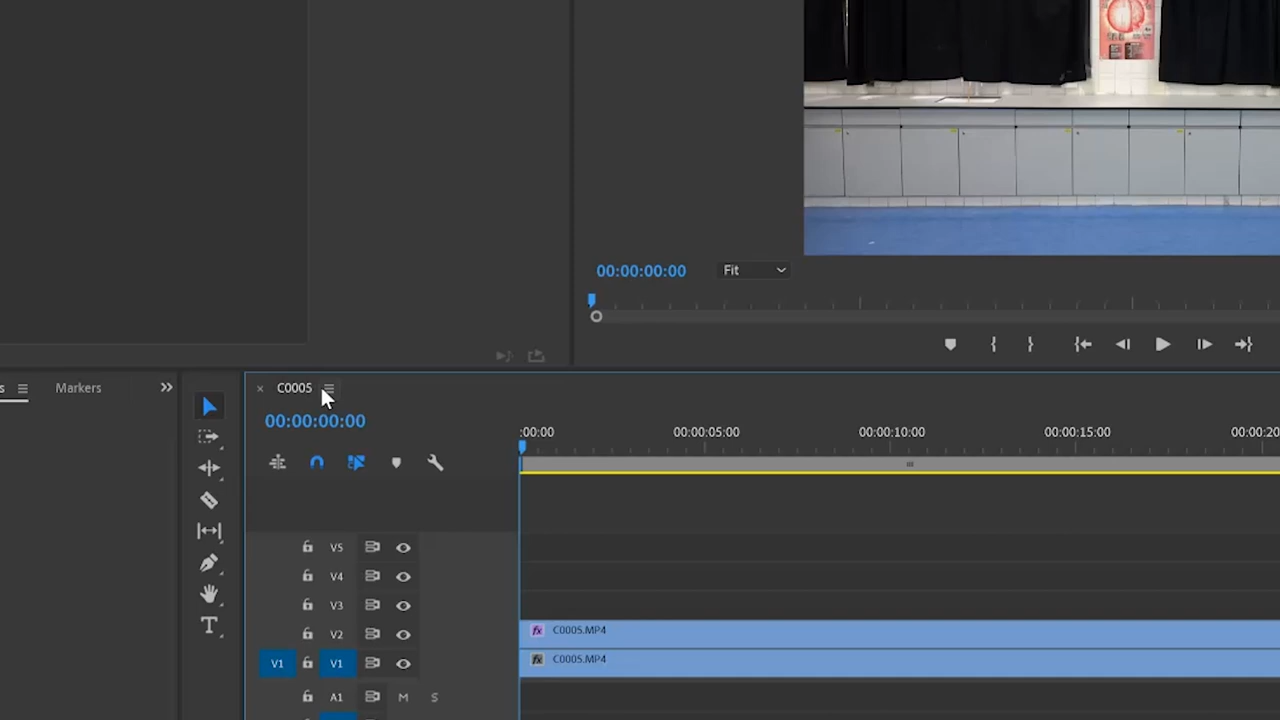 00:00:00:00
Fit
s
Markers
C0005
00:00:00:00
:00:00
00:00:05:00
00:00:10:00
00:00:15:00
00:00:20
V5
V4
V3
V2
fx C0005.MP4
V1
V1
fx C0005.MP4
A1
M
S